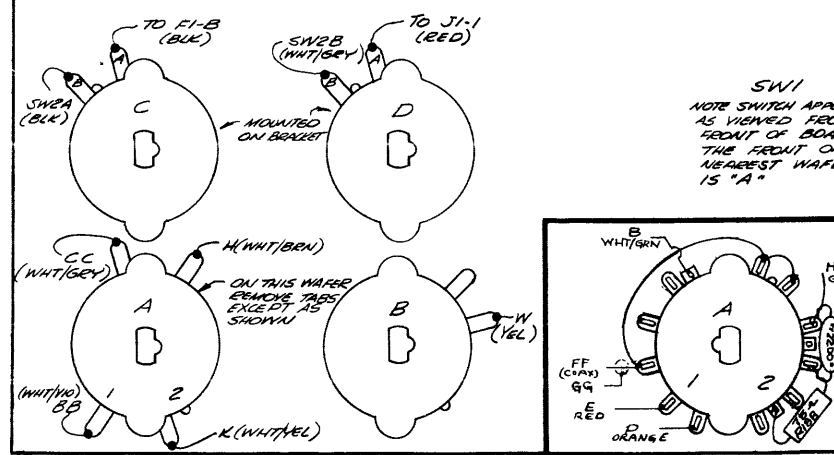 TO F1-B
(BLK)
A
B
SW2A
(BLK)
C
SW2B
(WHT/GRY)
TO J1-1
(RED)
A
B
D
MOUNTED
ON BRACKET
SW1
NOTE SWITCH APP
AS VIEWED FRO
FRONT OF BOA
THE FRONT O
NEAREST WAF
IS "A"
CC
(WHT/GRY)
H(WHT/BRN)
A
1
2
(WHT/VIO)
BB
K(WHT/YEL)
ON THIS WAFER
REMOVE TABS
EXCEPT AS
SHOWN
B
W
(YEL)
B
WHT/GRN
A
1
2
FF
(COAX)
GG
E
RED
P
ORANGE
H